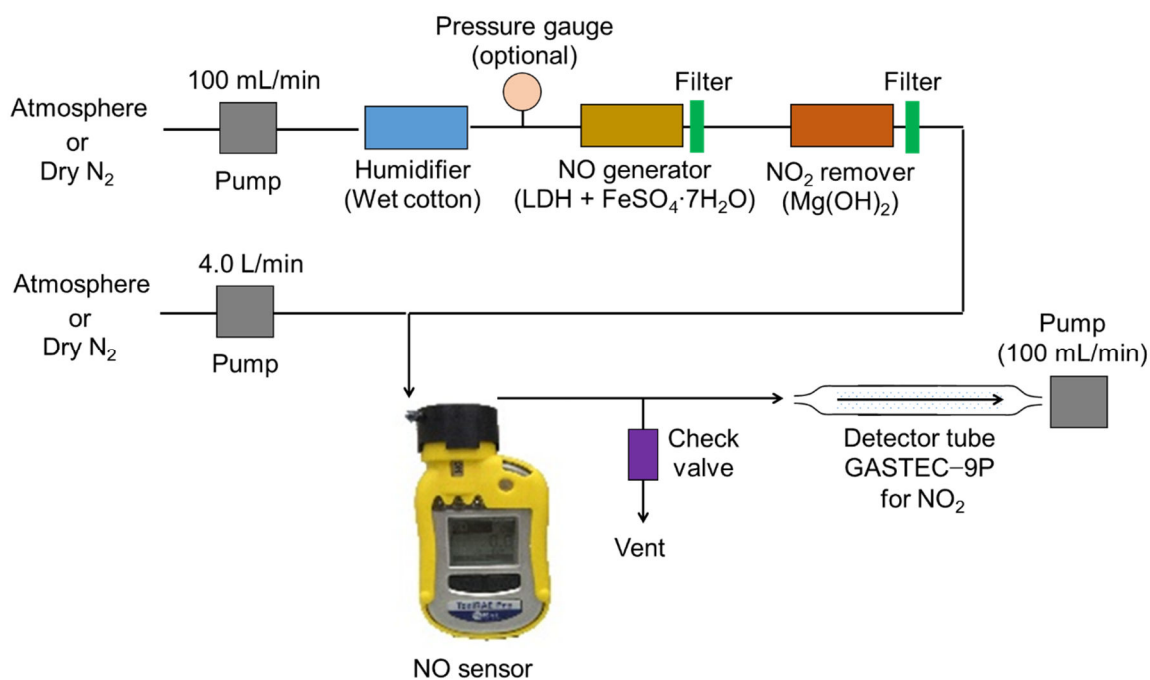 Pressure gauge
(optional)
100 mL/min
Filter
Filter
Atmosphere
or
Dry N₂
Pump
Humidifier
(Wet cotton)
NO generator
(LDH + FeSO₄·7H₂O)
NO₂ remover
(Mg(OH)₂)
4.0 L/min
Atmosphere
or
Dry N₂
Pump
Pump
(100 mL/min)
Check
valve
Detector tube
GASTEC–9P
for NO₂
Vent
ToxiRAE Pro
NO sensor